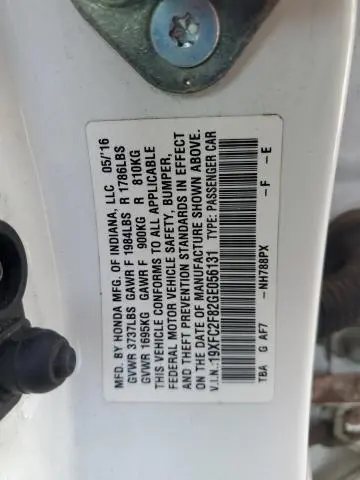 MFD. BY HONDA MFG. OF INDIANA, LLC 05/'16
GVWR 3737LBS GAWR F 1984LBS R 1786LBS
GVWR 1695KG GAWR F 900KG R 810KG
THIS VEHICLE CONFORMS TO ALL APPLICABLE
FEDERAL MOTOR VEHICLE SAFETY, BUMPER,
AND THEFT PREVENTION STANDARDS IN EFFECT
ON THE DATE OF MANUFACTURE SHOWN ABOVE.
V.I.N.:19XFC2F82GE056131 TYPE: PASSENGER CAR
-NH788PX -F -E
TBA G AF7